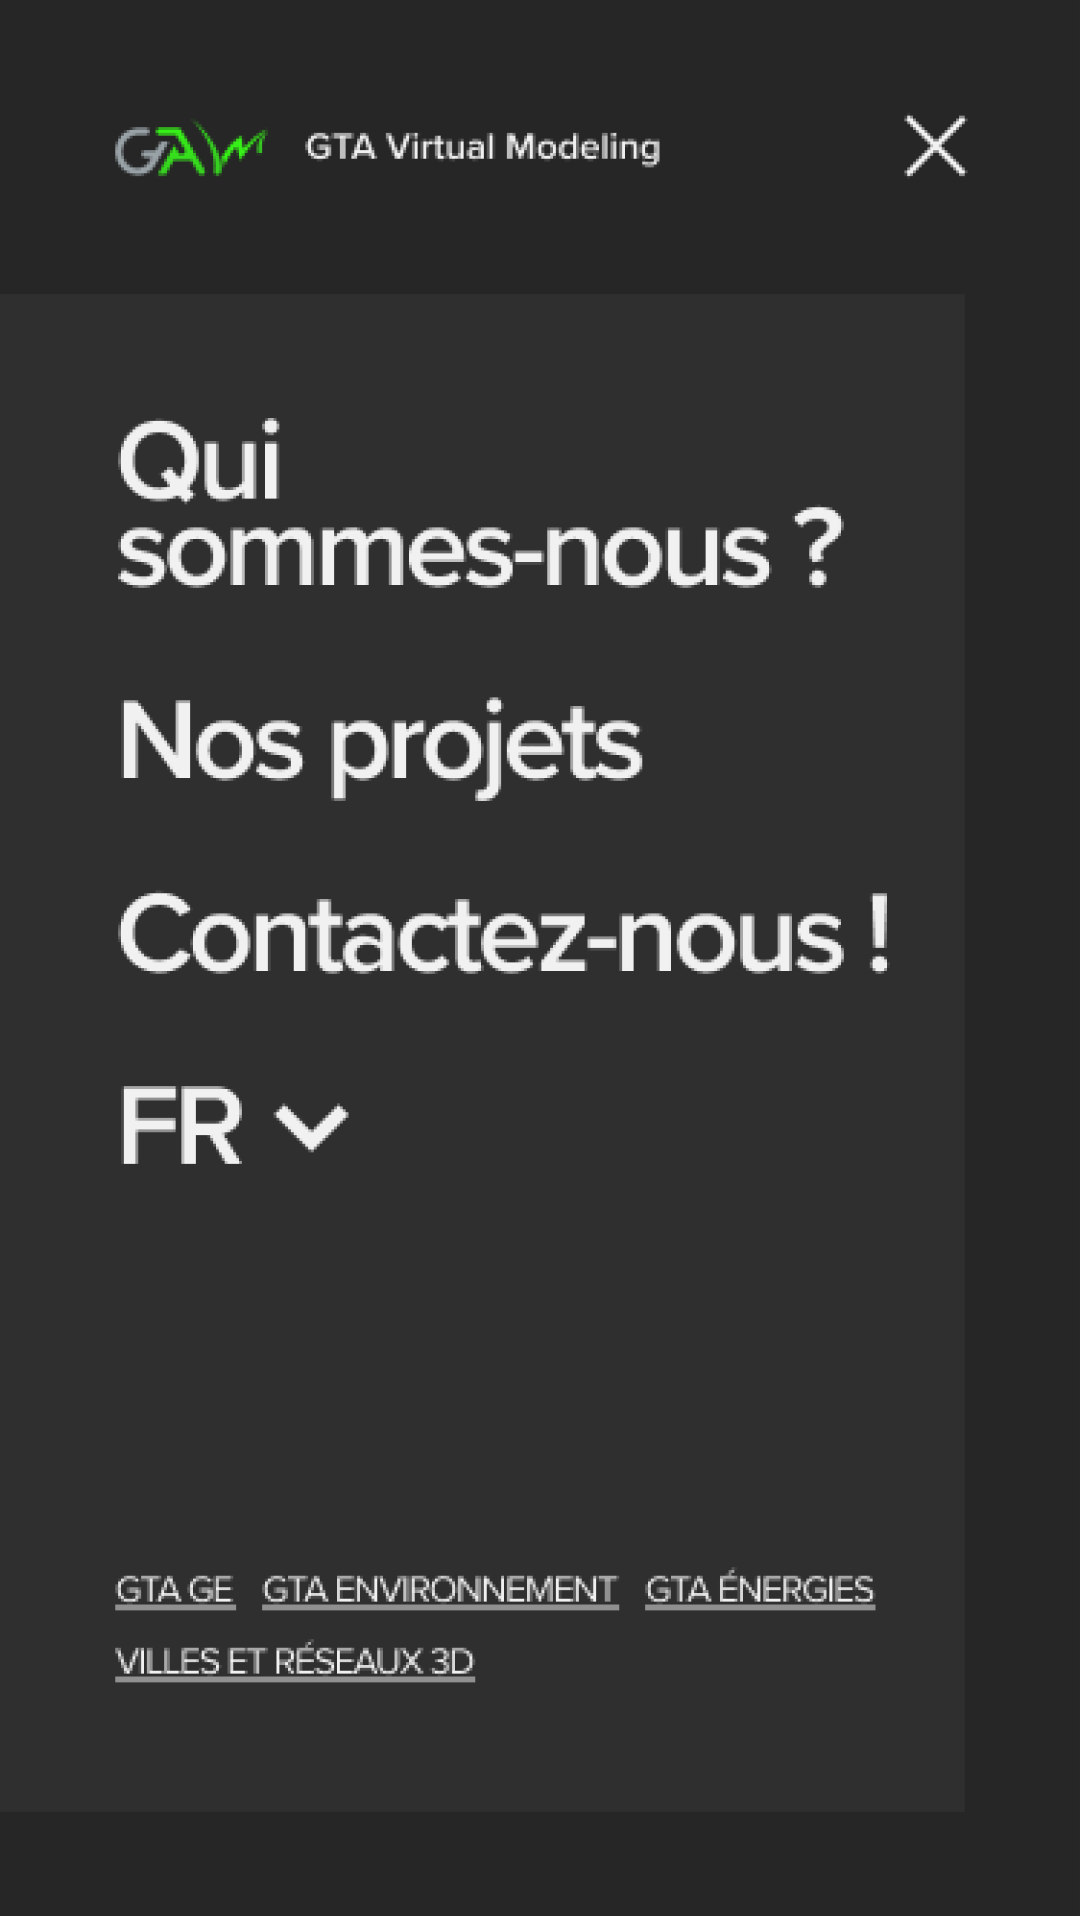 GTA Virtual Modeling
Qui
sommes-nous ?
Nos projets
Contactez-nous !
FR
GTA GE GTA ENVIRONNEMENT GTA ÉNERGIES
VILLES ET RÉSEAUX 3D